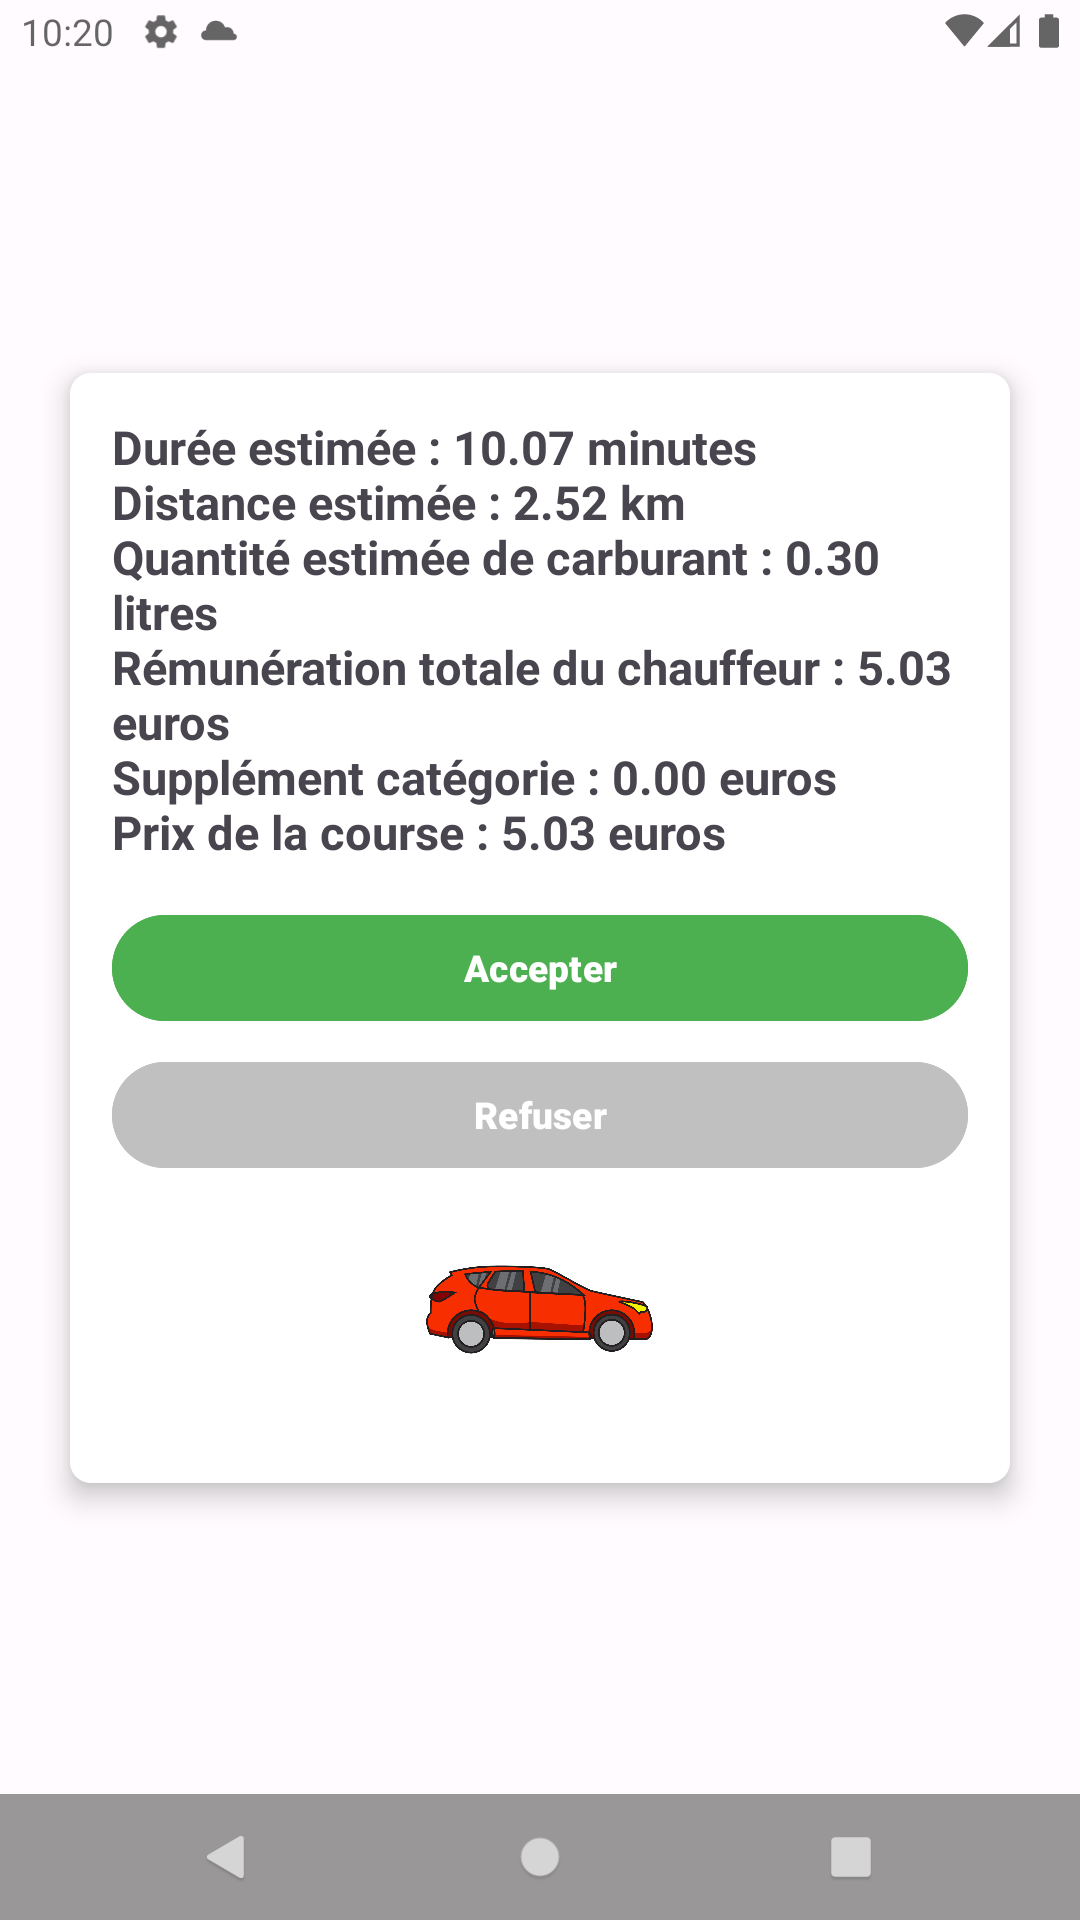 10:20
Durée estimée : 10.07 minutes
Distance estimée : 2.52 km
Quantité estimée de carburant : 0.30
litres
Rémunération totale du chauffeur : 5.03
euros
Supplément catégorie : 0.00 euros
Prix de la course : 5.03 euros
Accepter
Refuser